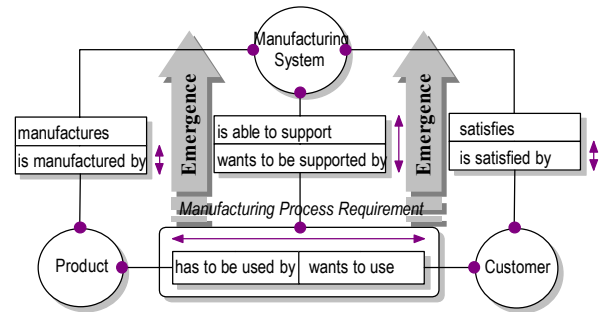 Manufacturing
System
Emergence
Emergence
manufactures
is manufactured by
is able to support
wants to be supported by
satisfies
is satisfied by
Manufacturing Process Requirement
Product
has to be used by
wants to use
Customer